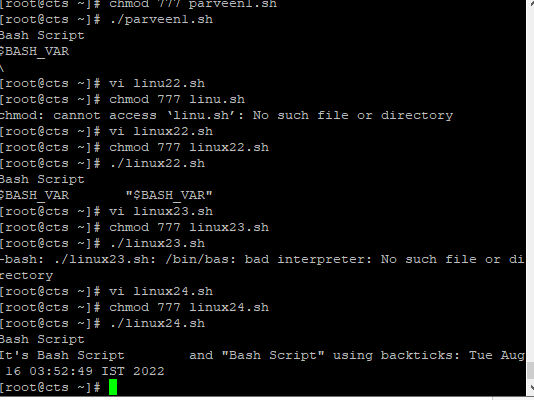 [root@cts ~]# chmod 777 parveen1.sh
[root@cts ~]# ./parveen1.sh
Bash Script
$BASH_VAR
\
[root@cts ~]# vi linu22.sh
[root@cts ~]# chmod 777 linu.sh
chmod: cannot access ‘linu.sh’: No such file or directory
[root@cts ~]# vi linux22.sh
[root@cts ~]# chmod 777 linux22.sh
[root@cts ~]# ./linux22.sh
Bash Script
$BASH_VAR       "$BASH_VAR"
[root@cts ~]# vi linux23.sh
[root@cts ~]# chmod 777 linux23.sh
[root@cts ~]# ./linux23.sh
-bash: ./linux23.sh: /bin/bas: bad interpreter: No such file or di
rectory
[root@cts ~]# vi linux24.sh
[root@cts ~]# chmod 777 linux24.sh
[root@cts ~]# ./linux24.sh
Bash Script
It's Bash Script        and "Bash Script" using backticks: Tue Aug
 16 03:52:49 IST 2022
[root@cts ~]#